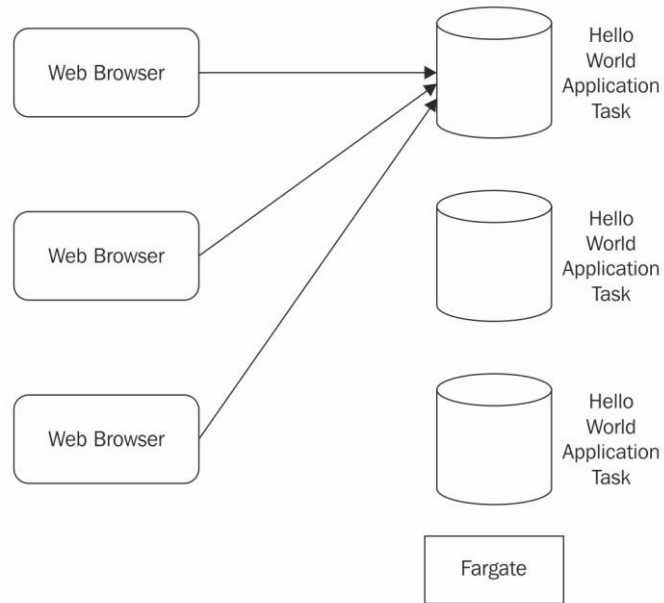 Web Browser
Hello
World
Application
Task
Web Browser
Hello
World
Application
Task
Web Browser
Hello
World
Application
Task
Fargate